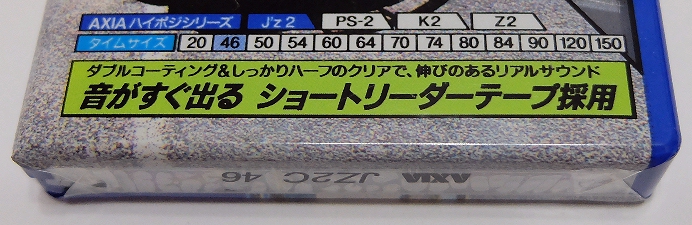 AXIA ハイポジシリーズ J'z 2 PS-2 K2 Z2
タイムサイズ 20 46 50 54 60 64 70 74 80 84 90 120 150
ダブルコーティング&しっかりハーフのクリアで、伸びのあるリアルサウンド
音がすぐ出る ショートリーダーテープ採用
AXIA JZ2C 46